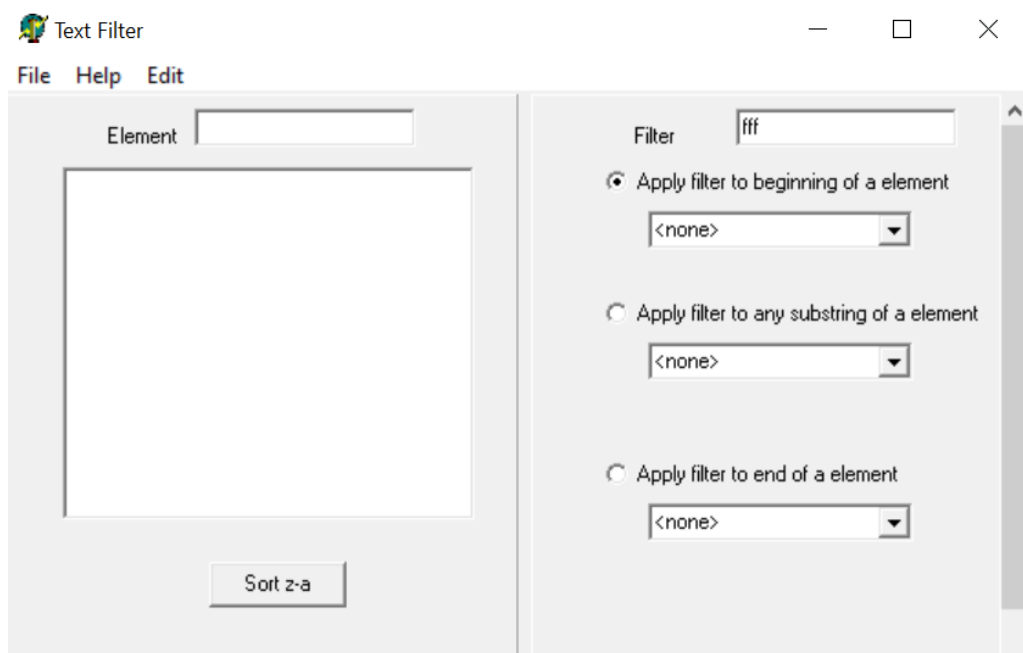 Text Filter
File Help Edit
Element
Filter fff
Apply filter to beginning of a element
<none>
Apply filter to any substring of a element
<none>
Apply filter to end of a element
<none>
Sort z-a